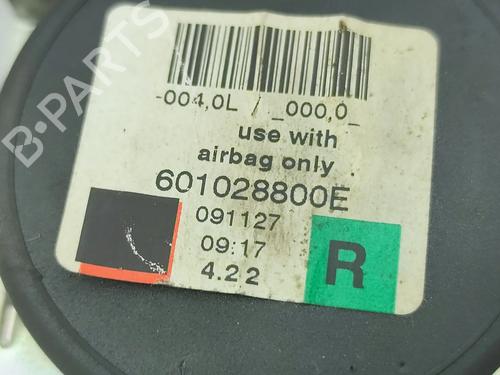 -004,0L / _000,0_
use with
airbag only
601028800E
091127
09:17
4.2 2
R
B-PARTS